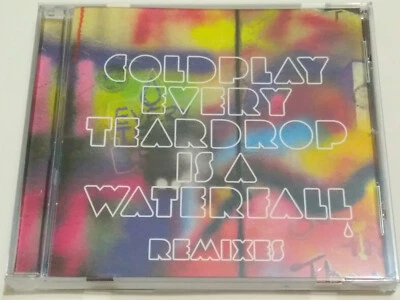 COLDPLAY
EVERY
TEARDROP
IS A
WATERFALL
REMIXES